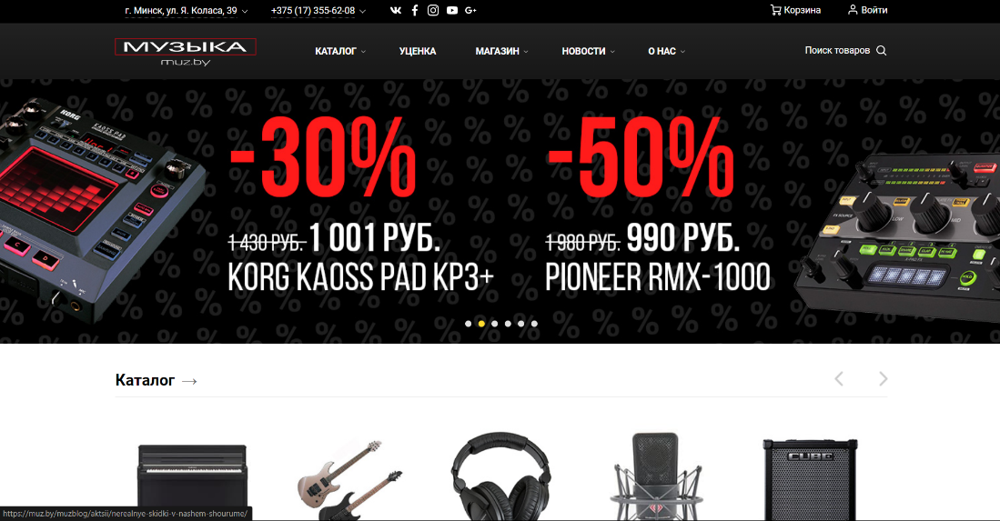 г. Минск, ул. Я. Коласа, 39
+375 (17) 355-62-08
G+
Корзина
Войти
МУЗЫКА
muz.by
КАТАЛОГ
УЦЕНКА
МАГАЗИН
НОВОСТИ
О НАС
Поиск товаров
KORG
KAOSS PAD
-30%
1 430 РУБ. 1 001 РУБ.
KORG KAOSS PAD KP3+
-50%
1 980 РУБ. 990 РУБ.
PIONEER RMX-1000
LOW
MID
C
D
Каталог →
CUBE
https://muz.by/muzblog/aktsii/nerealnye-skidki-v-nashem-shourume/